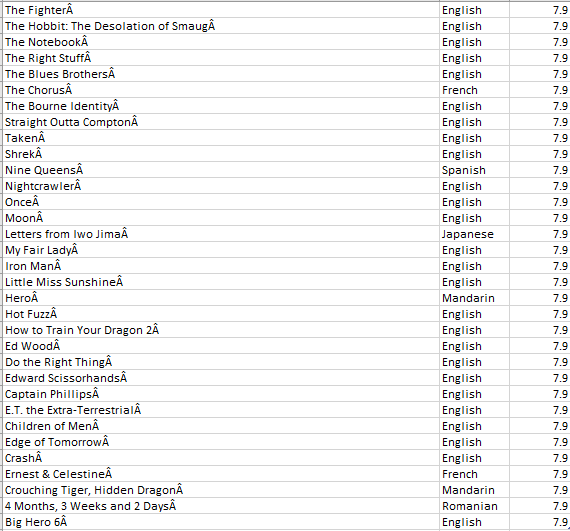 The FighterÂ English 7.9
The Hobbit: The Desolation of SmaugÂ English 7.9
The NotebookÂ English 7.9
The Right StuffÂ English 7.9
The Blues BrothersÂ English 7.9
The ChorusÂ French 7.9
The Bourne IdentityÂ English 7.9
Straight Outta ComptonÂ English 7.9
TakenÂ English 7.9
ShrekÂ English 7.9
Nine QueensÂ Spanish 7.9
NightcrawlerÂ English 7.9
OnceÂ English 7.9
MoonÂ English 7.9
Letters from Iwo JimaÂ Japanese 7.9
My Fair LadyÂ English 7.9
Iron ManÂ English 7.9
Little Miss SunshineÂ English 7.9
HeroÂ Mandarin 7.9
Hot FuzzÂ English 7.9
How to Train Your Dragon 2Â English 7.9
Ed WoodÂ English 7.9
Do the Right ThingÂ English 7.9
Edward ScissorhandsÂ English 7.9
Captain PhillipsÂ English 7.9
E.T. the Extra-TerrestrialÂ English 7.9
Children of MenÂ English 7.9
Edge of TomorrowÂ English 7.9
CrashÂ English 7.9
Ernest & CelestineÂ French 7.9
Crouching Tiger, Hidden DragonÂ Mandarin 7.9
4 Months, 3 Weeks and 2 DaysÂ Romanian 7.9
Big Hero 6Â English 7.9